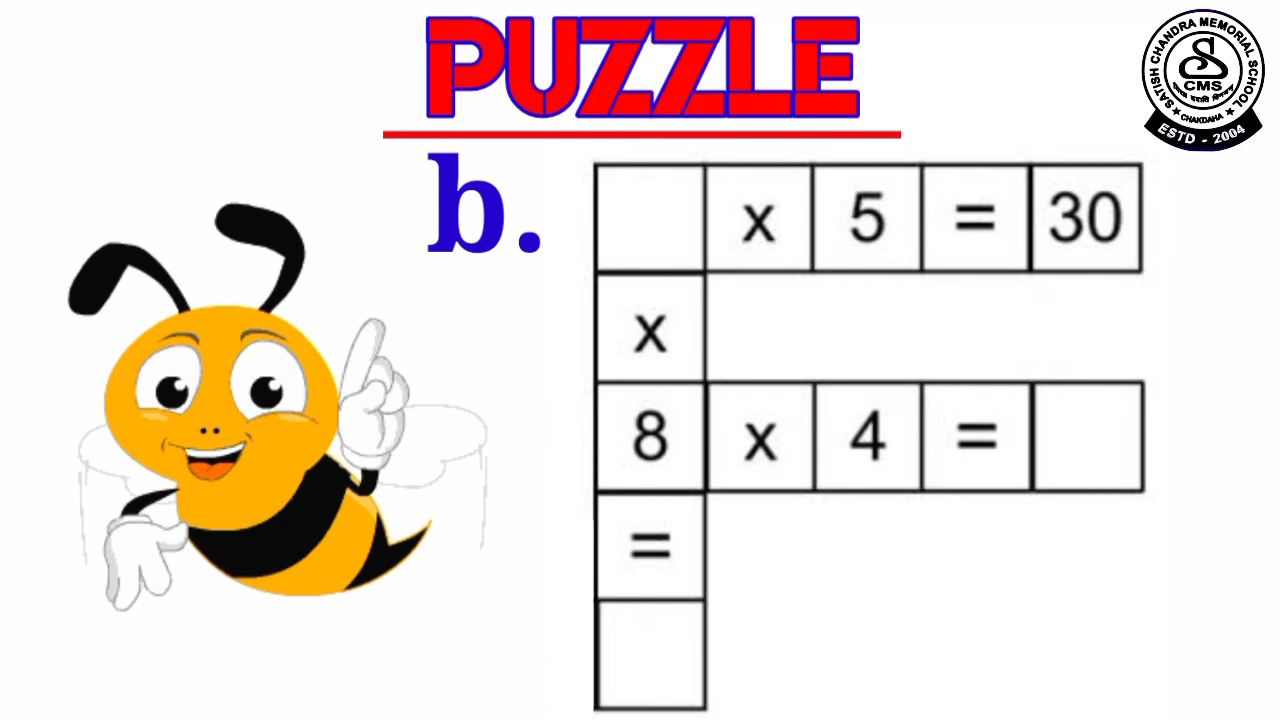 PUZZLE
SATISH CHANDRA MEMORIAL SCHOOL
CMS
★ CHAKDAHA ★
ESTD - 2004
b.
x 5 = 30
x
8 x 4 =
=